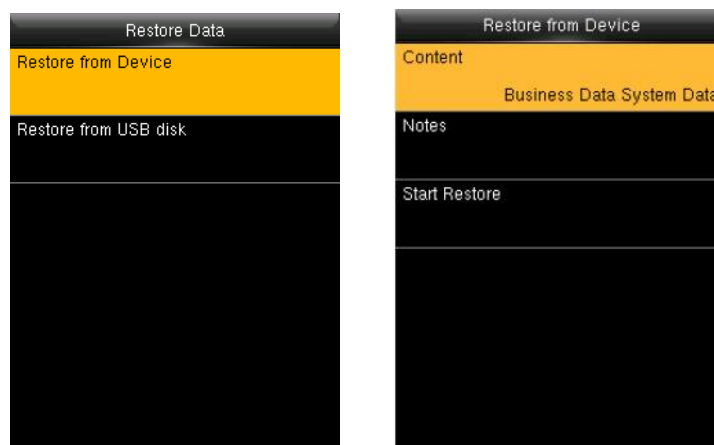 Restore Data
Restore from Device
Restore from USB disk
Restore from Device
Content
Business Data System Data
Notes
Start Restore